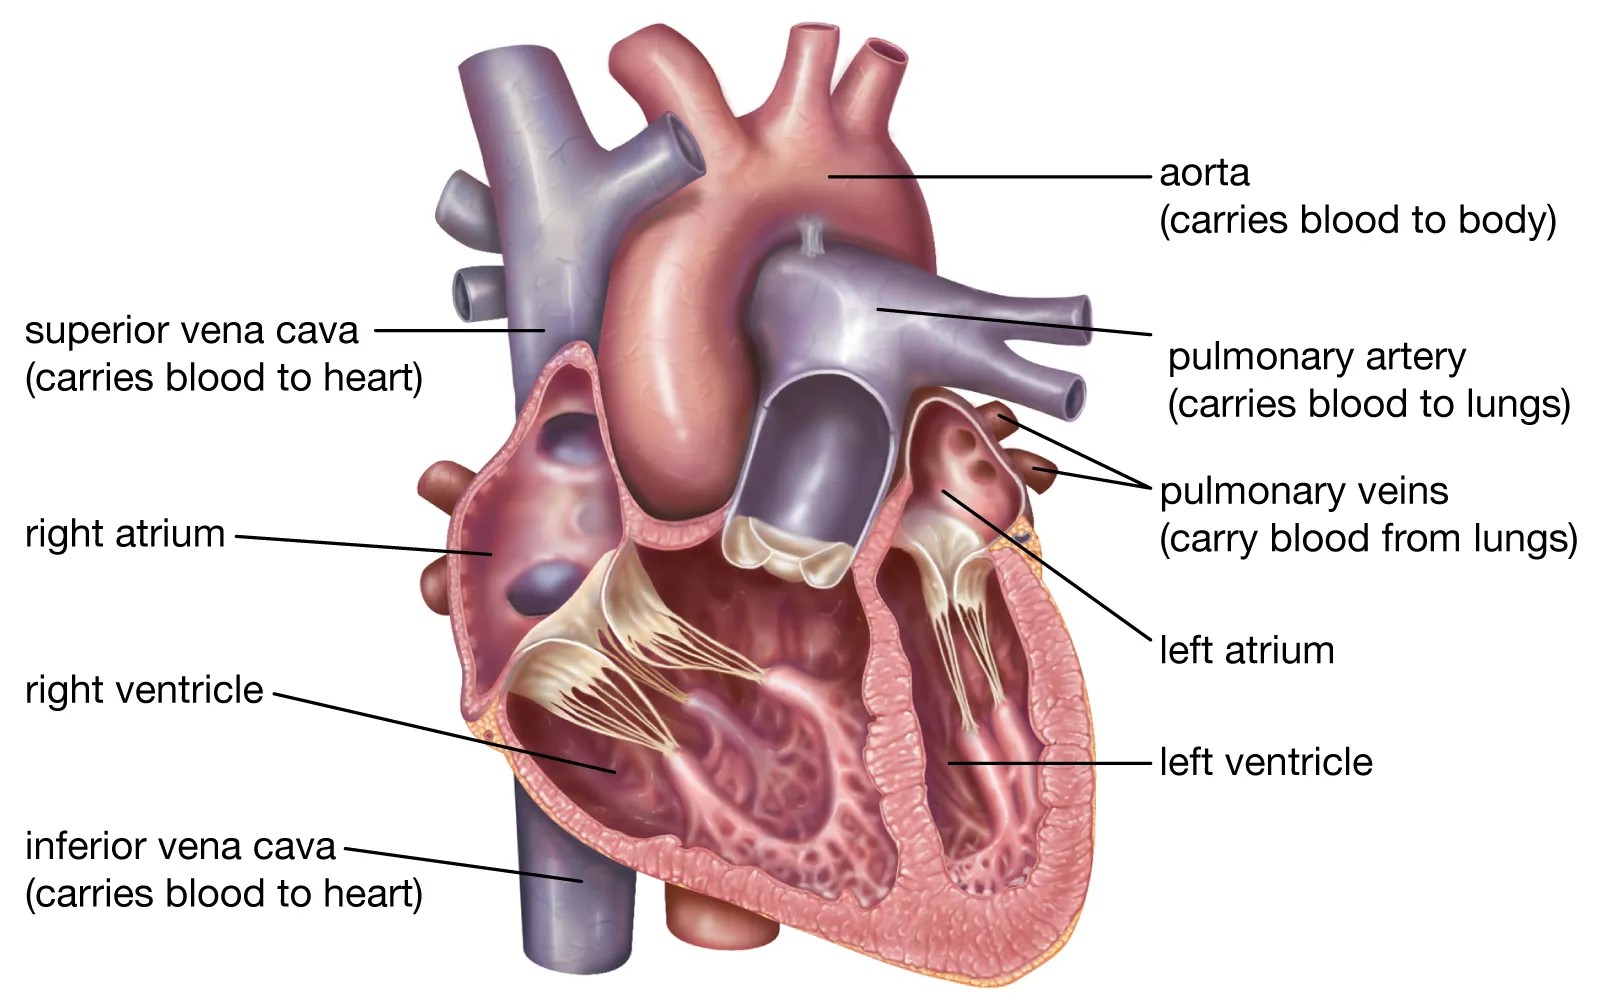 superior vena cava
(carries blood to heart)
right atrium
right ventricle
inferior vena cava
(carries blood to heart)
aorta
(carries blood to body)
pulmonary artery
(carries blood to lungs)
pulmonary veins
(carry blood from lungs)
left atrium
left ventricle